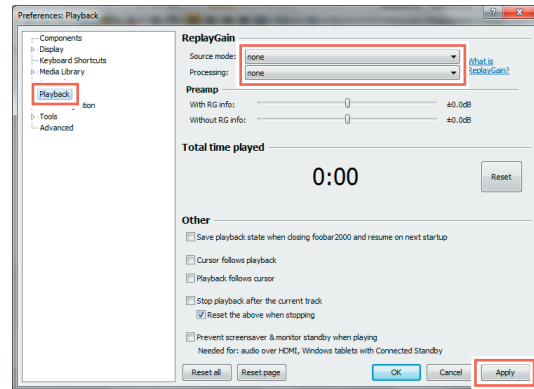 Preferences: Playback
Components
Display
Keyboard Shortcuts
Media Library
Playback
tion
Tools
Advanced
ReplayGain
Source mode: none
Processing: none
What is
ReplayGain?
Preamp
With RG info: ±0.0dB
Without RG info: ±0.0dB
Total time played
0:00
Reset
Other
Save playback state when closing foobar2000 and resume on next startup
Cursor follows playback
Playback follows cursor
Stop playback after the current track
Reset the above when stopping
Prevent screensaver & monitor standby when playing
Needed for: audio over HDMI, Windows tablets with Connected Standby
Reset all Reset page OK Cancel Apply